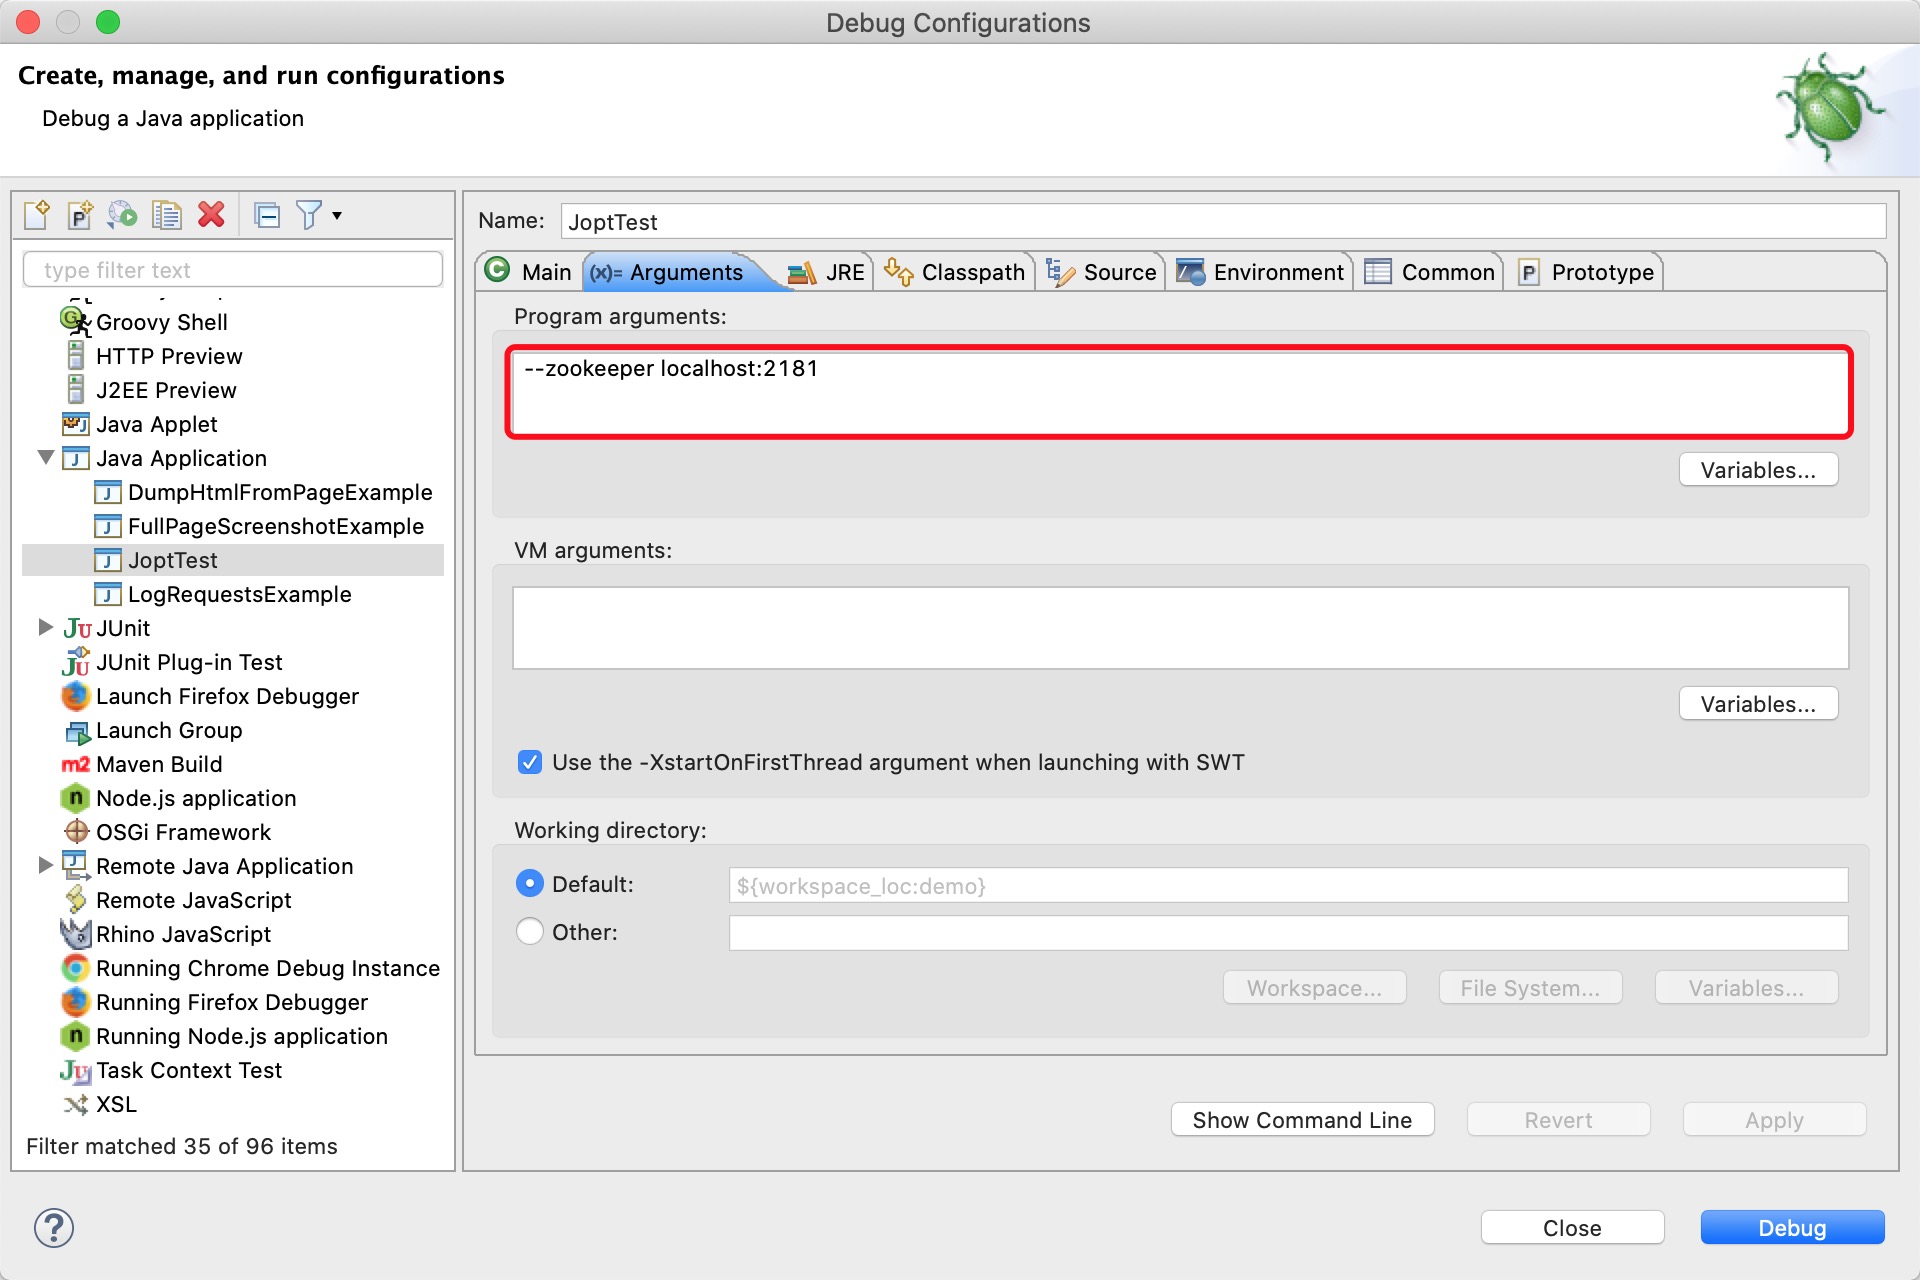 Debug Configurations
Create, manage, and run configurations
Debug a Java application
type filter text
Groovy Shell
HTTP Preview
J2EE Preview
Java Applet
Java Application
DumpHtmlFromPageExample
FullPageScreenshotExample
JoptTest
LogRequestsExample
JUnit
JUnit Plug-in Test
Launch Firefox Debugger
Launch Group
Maven Build
Node.js application
OSGi Framework
Remote Java Application
Remote JavaScript
Rhino JavaScript
Running Chrome Debug Instance
Running Firefox Debugger
Running Node.js application
Task Context Test
XSL
Filter matched 35 of 96 items
Name: JoptTest
Main (x)= Arguments JRE Classpath Source Environment Common Prototype
Program arguments:
--zookeeper localhost:2181
Variables...
VM arguments:
Variables...
Use the -XstartOnFirstThread argument when launching with SWT
Working directory:
Default: ${workspace_loc:demo}
Other:
Workspace... File System... Variables...
Show Command Line Revert Apply
Close Debug